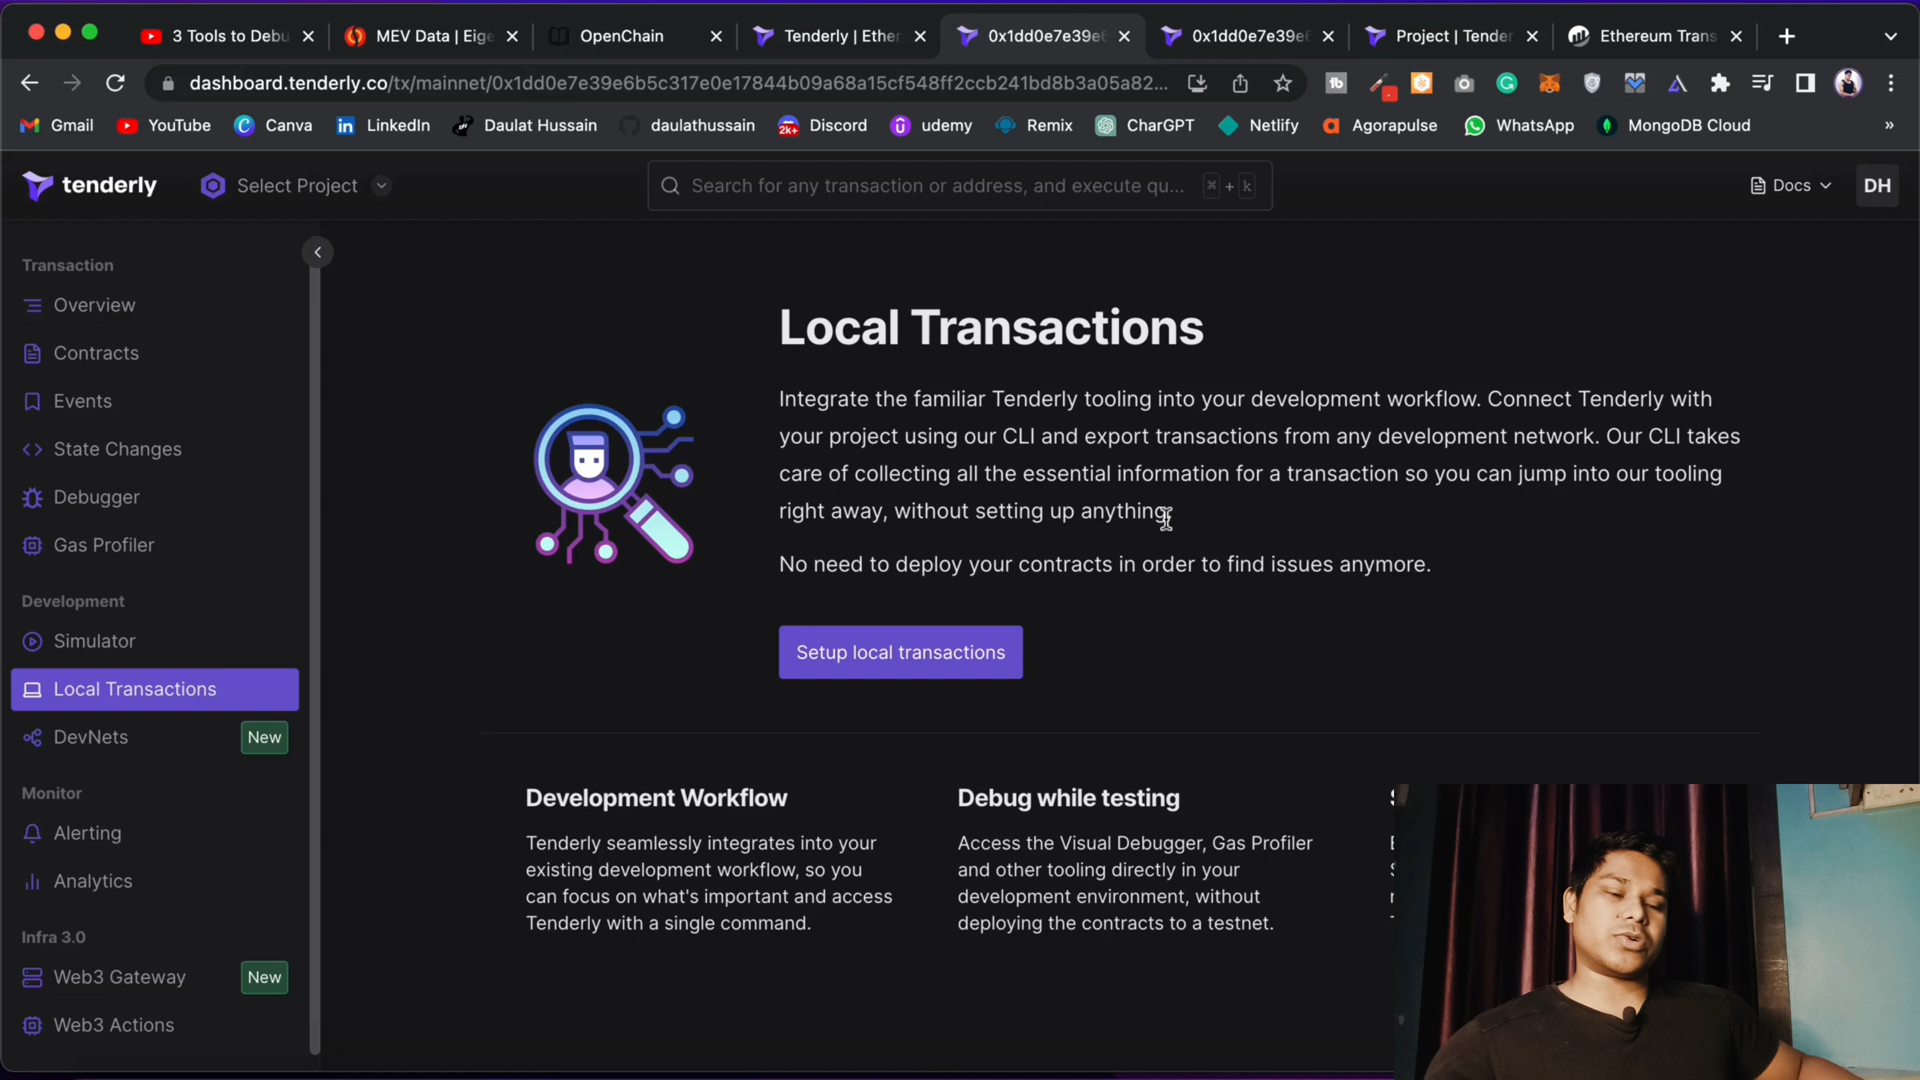 3 Tools to Debu
MEV Data | Eige
OpenChain
Tenderly | Ether
0x1dd0e7e39e6
0x1dd0e7e39e6
Project | Tender
Ethereum Trans
dashboard.tenderly.co/tx/mainnet/0x1dd0e7e39e6b5c317e0e17844b09a68a15cf548ff2ccb241bd8b3a05a82...
Gmail
YouTube
Canva
LinkedIn
Daulat Hussain
daulathussain
Discord
udemy
Remix
CharGPT
Netlify
Agorapulse
WhatsApp
MongoDB Cloud
tenderly
Select Project
Search for any transaction or address, and execute qu...
⌘ + k
Docs
DH
Transaction
Overview
Contracts
Events
State Changes
Debugger
Gas Profiler
Development
Simulator
Local Transactions
DevNets New
Monitor
Alerting
Analytics
Infra 3.0
Web3 Gateway New
Web3 Actions
Local Transactions
Integrate the familiar Tenderly tooling into your development workflow. Connect Tenderly with
your project using our CLI and export transactions from any development network. Our CLI takes
care of collecting all the essential information for a transaction so you can jump into our tooling
right away, without setting up anything.
No need to deploy your contracts in order to find issues anymore.
Setup local transactions
Development Workflow
Tenderly seamlessly integrates into your
existing development workflow, so you
can focus on what's important and access
Tenderly with a single command.
Debug while testing
Access the Visual Debugger, Gas Profiler
and other tooling directly in your
development environment, without
deploying the contracts to a testnet.